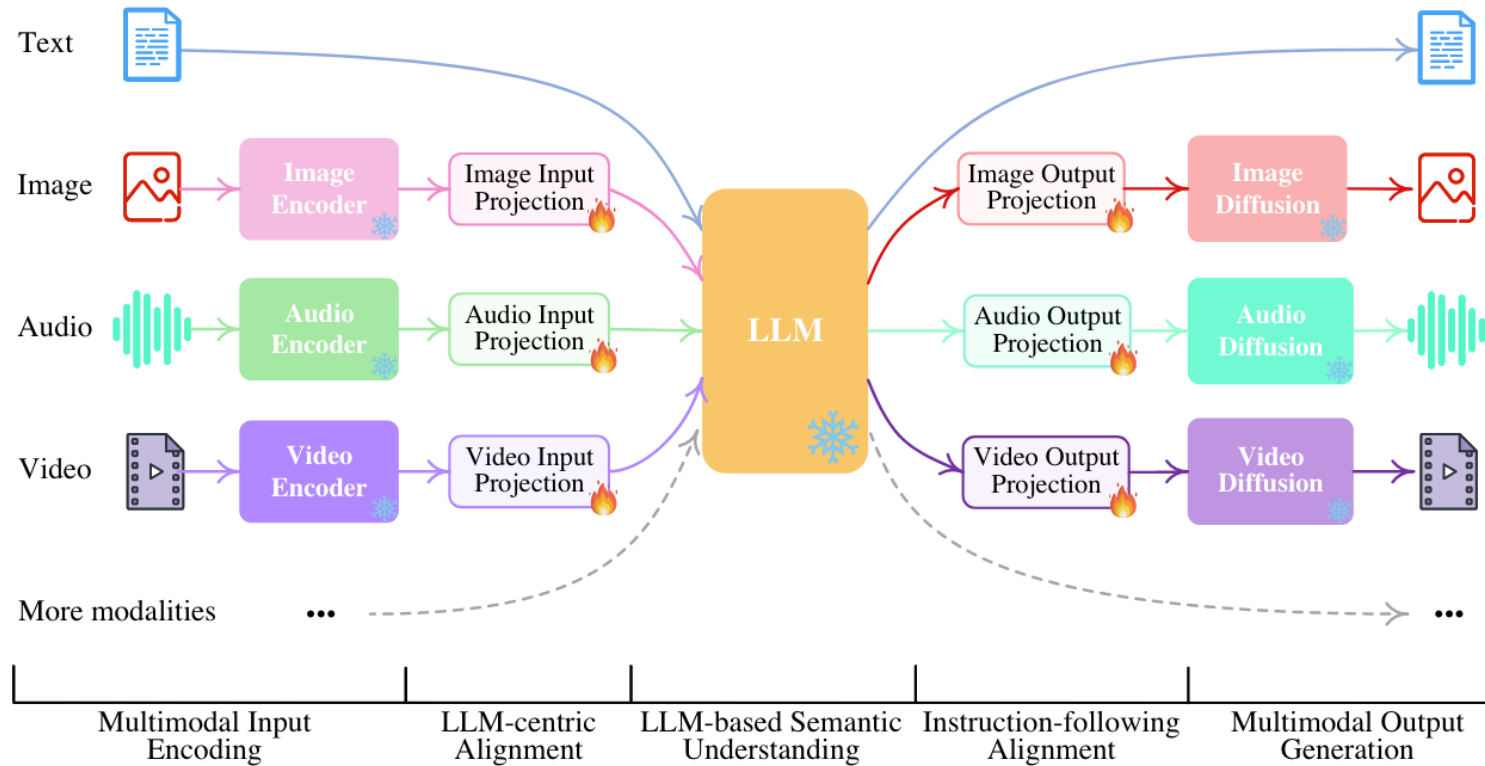 Text
Image
Image
Encoder
Image Input
Projection
Image Output
Projection
Image
Diffusion
Audio
Audio
Encoder
Audio Input
Projection
LLM
Audio Output
Projection
Audio
Diffusion
Video
Video
Encoder
Video Input
Projection
Video Output
Projection
Video
Diffusion
More modalities
•••
•••
Multimodal Input
Encoding
LLM-centric
Alignment
LLM-based Semantic
Understanding
Instruction-following
Alignment
Multimodal Output
Generation